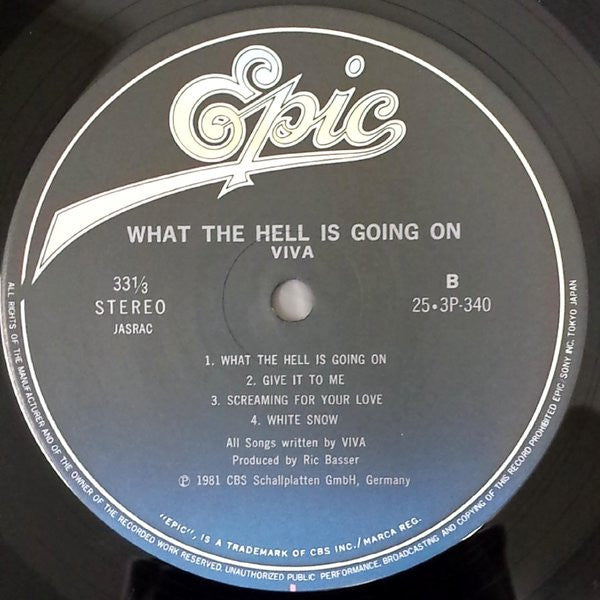 Epic
WHAT THE HELL IS GOING ON
VIVA
33⅓
STEREO
JASRAC
B
25•3P-340
1. WHAT THE HELL IS GOING ON
2. GIVE IT TO ME
3. SCREAMING FOR YOUR LOVE
4. WHITE SNOW
All Songs written by VIVA
Produced by Ric Basser
℗ 1981 CBS Schallplatten GmbH, Germany
"EPIC", IS A TRADEMARK OF CBS INC./MARCA REG.
ALL RIGHTS OF THE MANUFACTURER AND OF THE OWNER OF THE RECORDED WORK RESERVED. UNAUTHORIZED PUBLIC PERFORMANCE, BROADCASTING AND COPYING OF THIS RECORD PROHIBITED EPIC/SONY INC. TOKYO JAPAN